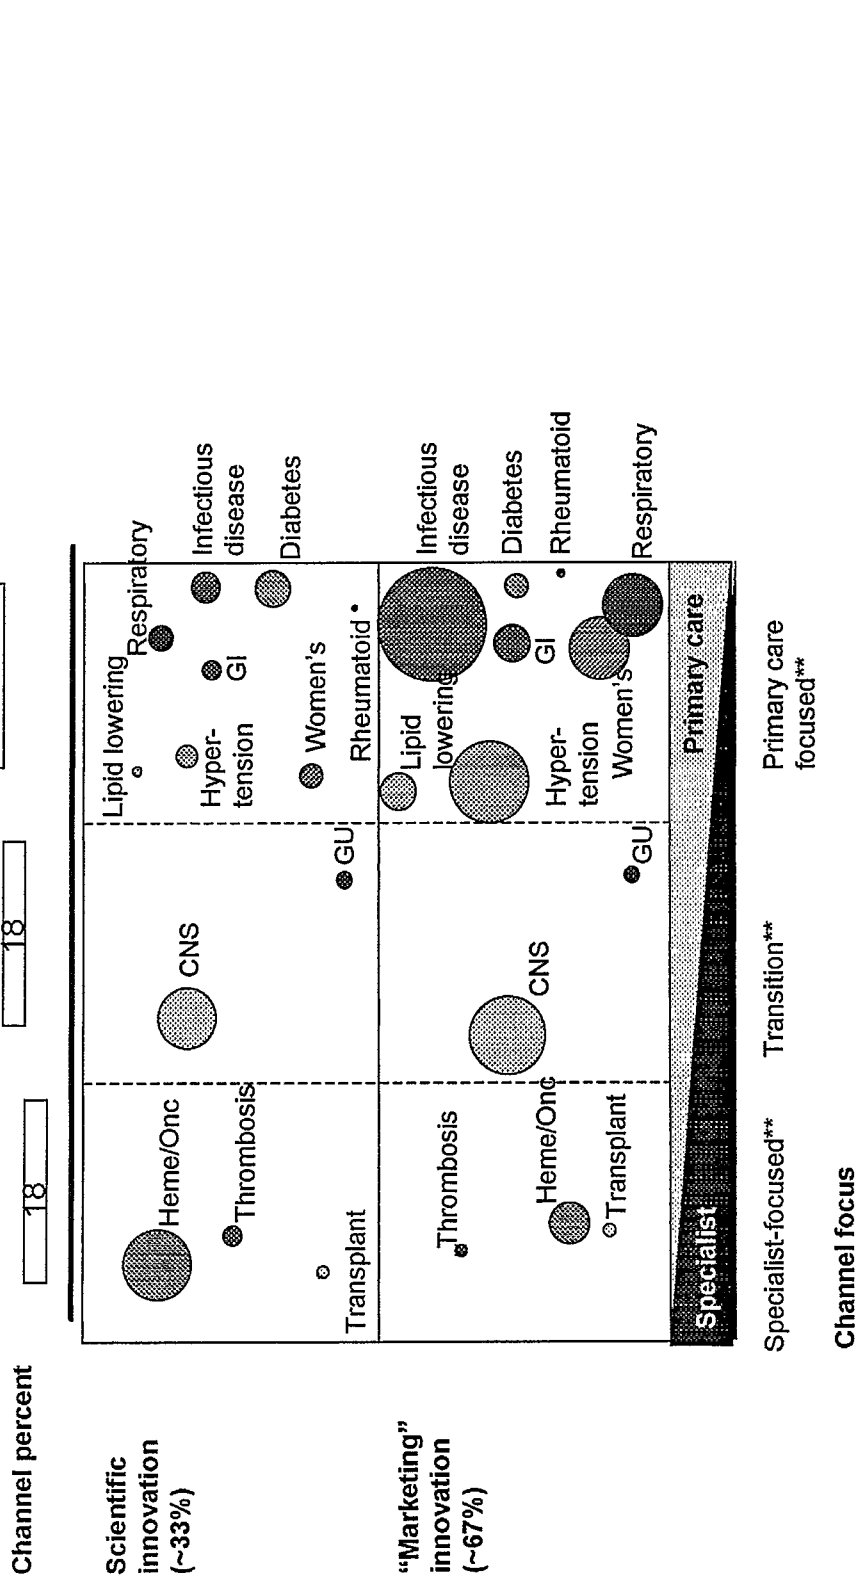 Channel percent
18
18
Scientific
innovation
(~33%)
Heme/Onc
Thrombosis
Transplant
CNS
GU
Lipid lowering
Respiratory
Hyper-
tension
GI
Women's
Rheumatoid
Infectious
disease
Diabetes
"Marketing"
innovation
(~67%)
Thrombosis
Heme/Onc
Transplant
CNS
GU
Lipid
lowering
Hyper-
tension
GI
Women's
Infectious
disease
Diabetes
Rheumatoid
Respiratory
Specialist
Primary care
Specialist-focused**
Transition**
Primary care
focused**
Channel focus